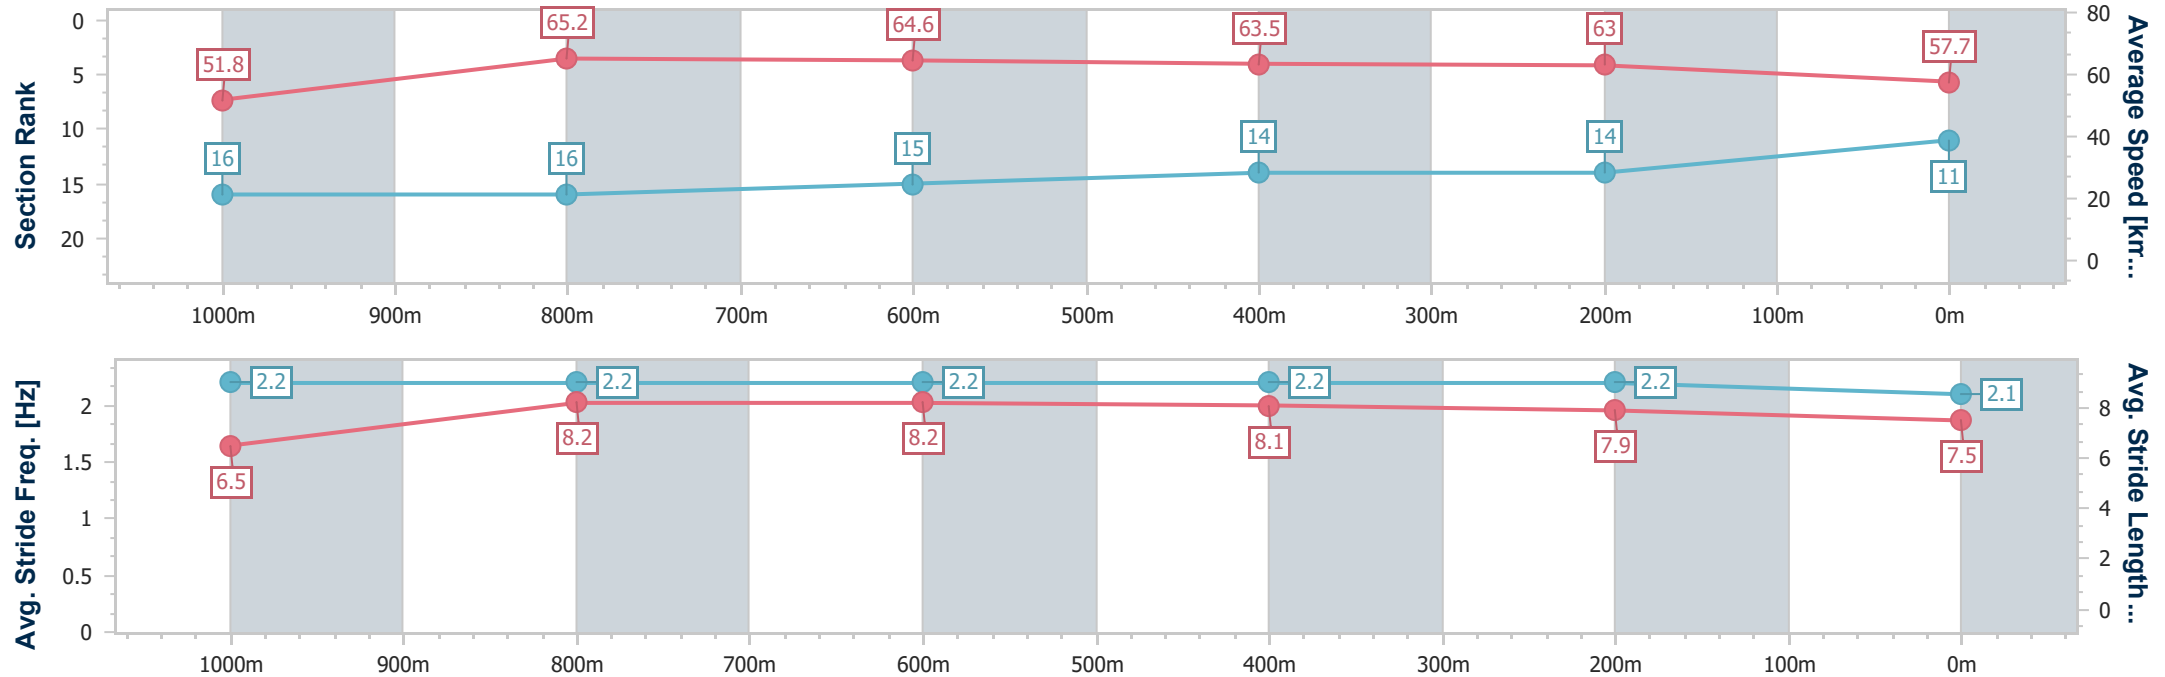 Section Rank
0
5
10
15
20
51.8
65.2
64.6
63.5
63
57.7
16
16
15
14
14
11
80
60
40
20
0
Average Speed [km...
1000m
900m
800m
700m
600m
500m
400m
300m
200m
100m
0m
Avg. Stride Freq. [Hz]
2
1.5
1
0.5
0
2.2
2.2
2.2
2.2
2.2
2.1
6.5
8.2
8.2
8.1
7.9
7.5
8
6
4
2
0
Avg. Stride Length...
1000m
900m
800m
700m
600m
500m
400m
300m
200m
100m
0m